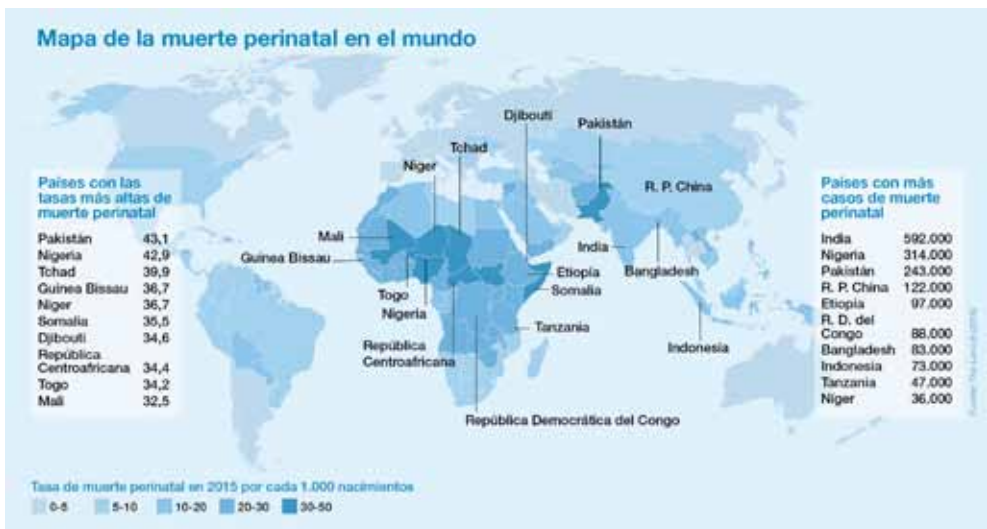 Mapa de la muerte perinatal en el mundo
Djibouti
Pakistán
Tchad
Niger
R. P. China
Mali
Guinea Bissau
India
Bangladesh
Etiopía
Somalia
Togo
Nigeria
Tanzania
República
Centroafricana
Indonesia
República Democrática del Congo
Países con las
tasas más altas de
muerte perinatal
Pakistán 43,1
Nigeria 42,9
Tchad 39,9
Guinea Bissau 36,7
Niger 36,7
Somalia 35,5
Djibouti 34,6
República
Centroafricana 34,4
Togo 34,2
Mali 32,5
Países con más
casos de muerte
perinatal
India 592.000
Nigeria 314.000
Pakistán 243.000
R. P. China 122.000
Etiopía 97.000
R. D. del
Congo 88.000
Bangladesh 83.000
Indonesia 73.000
Tanzania 47.000
Niger 36.000
Tasa de muerte perinatal en 2015 por cada 1.000 nacimientos
0-5 5-10 10-20 20-30 30-50